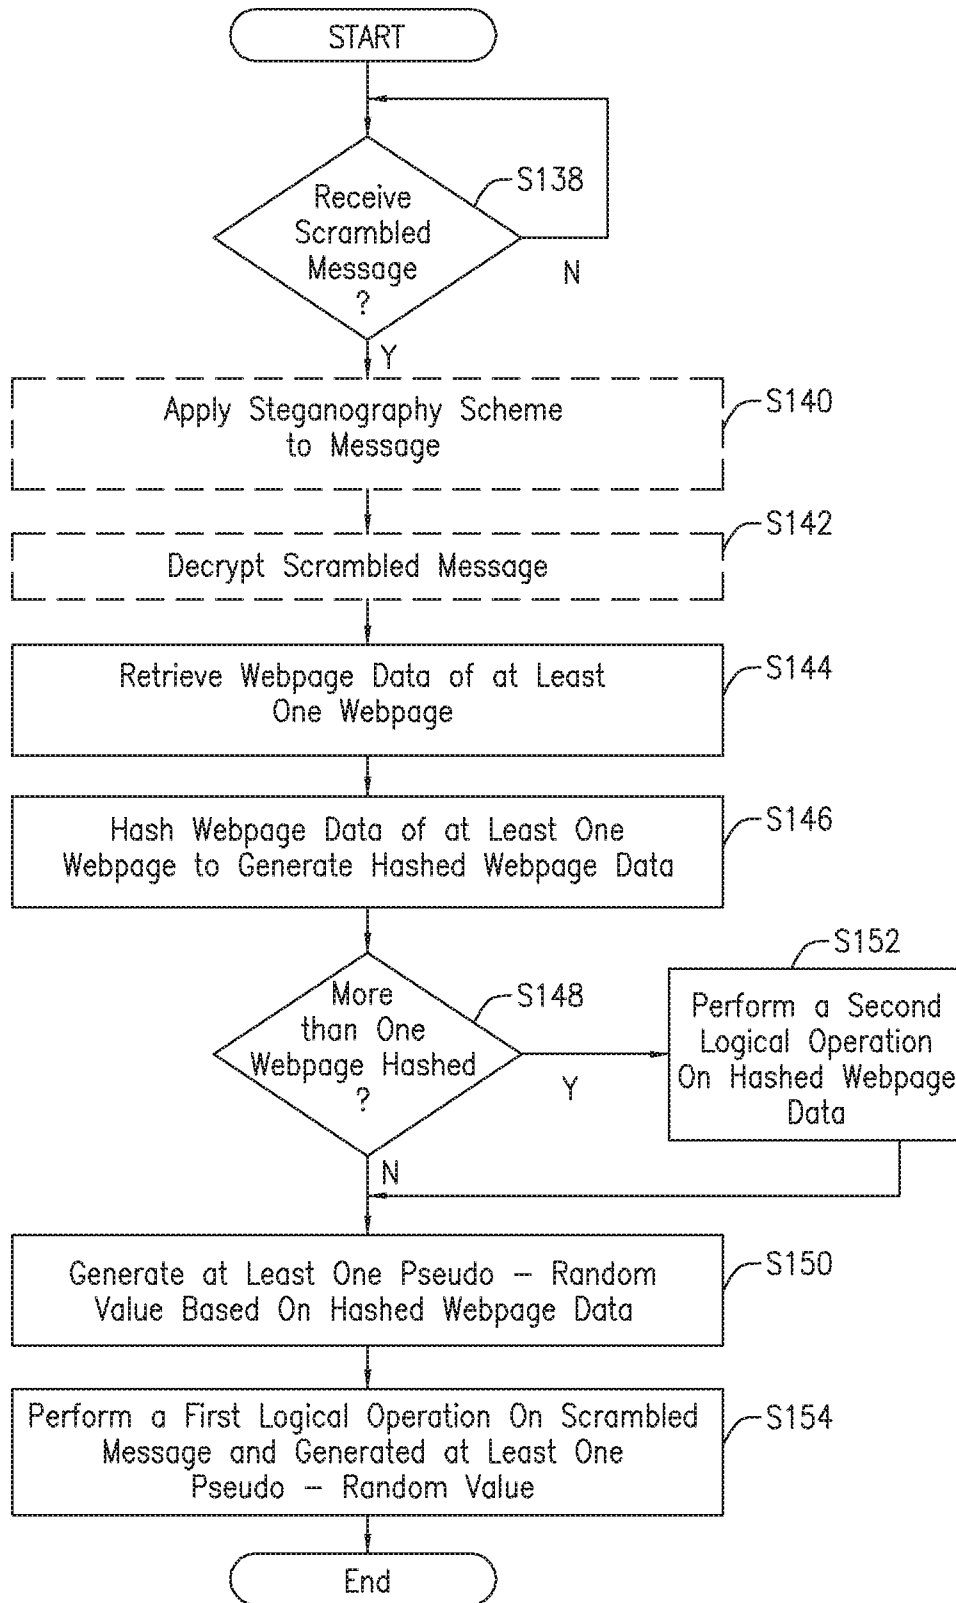 START
S138
Receive
Scrambled
Message
?
N
Y
S140
Apply Steganography Scheme
to Message
S142
Decrypt Scrambled Message
S144
Retrieve Webpage Data of at Least
One Webpage
S146
Hash Webpage Data of at Least One
Webpage to Generate Hashed Webpage Data
S148
More
than One
Webpage Hashed
?
Y
N
S152
Perform a Second
Logical Operation
On Hashed Webpage
Data
S150
Generate at Least One Pseudo – Random
Value Based On Hashed Webpage Data
S154
Perform a First Logical Operation On Scrambled
Message and Generated at Least One
Pseudo – Random Value
End